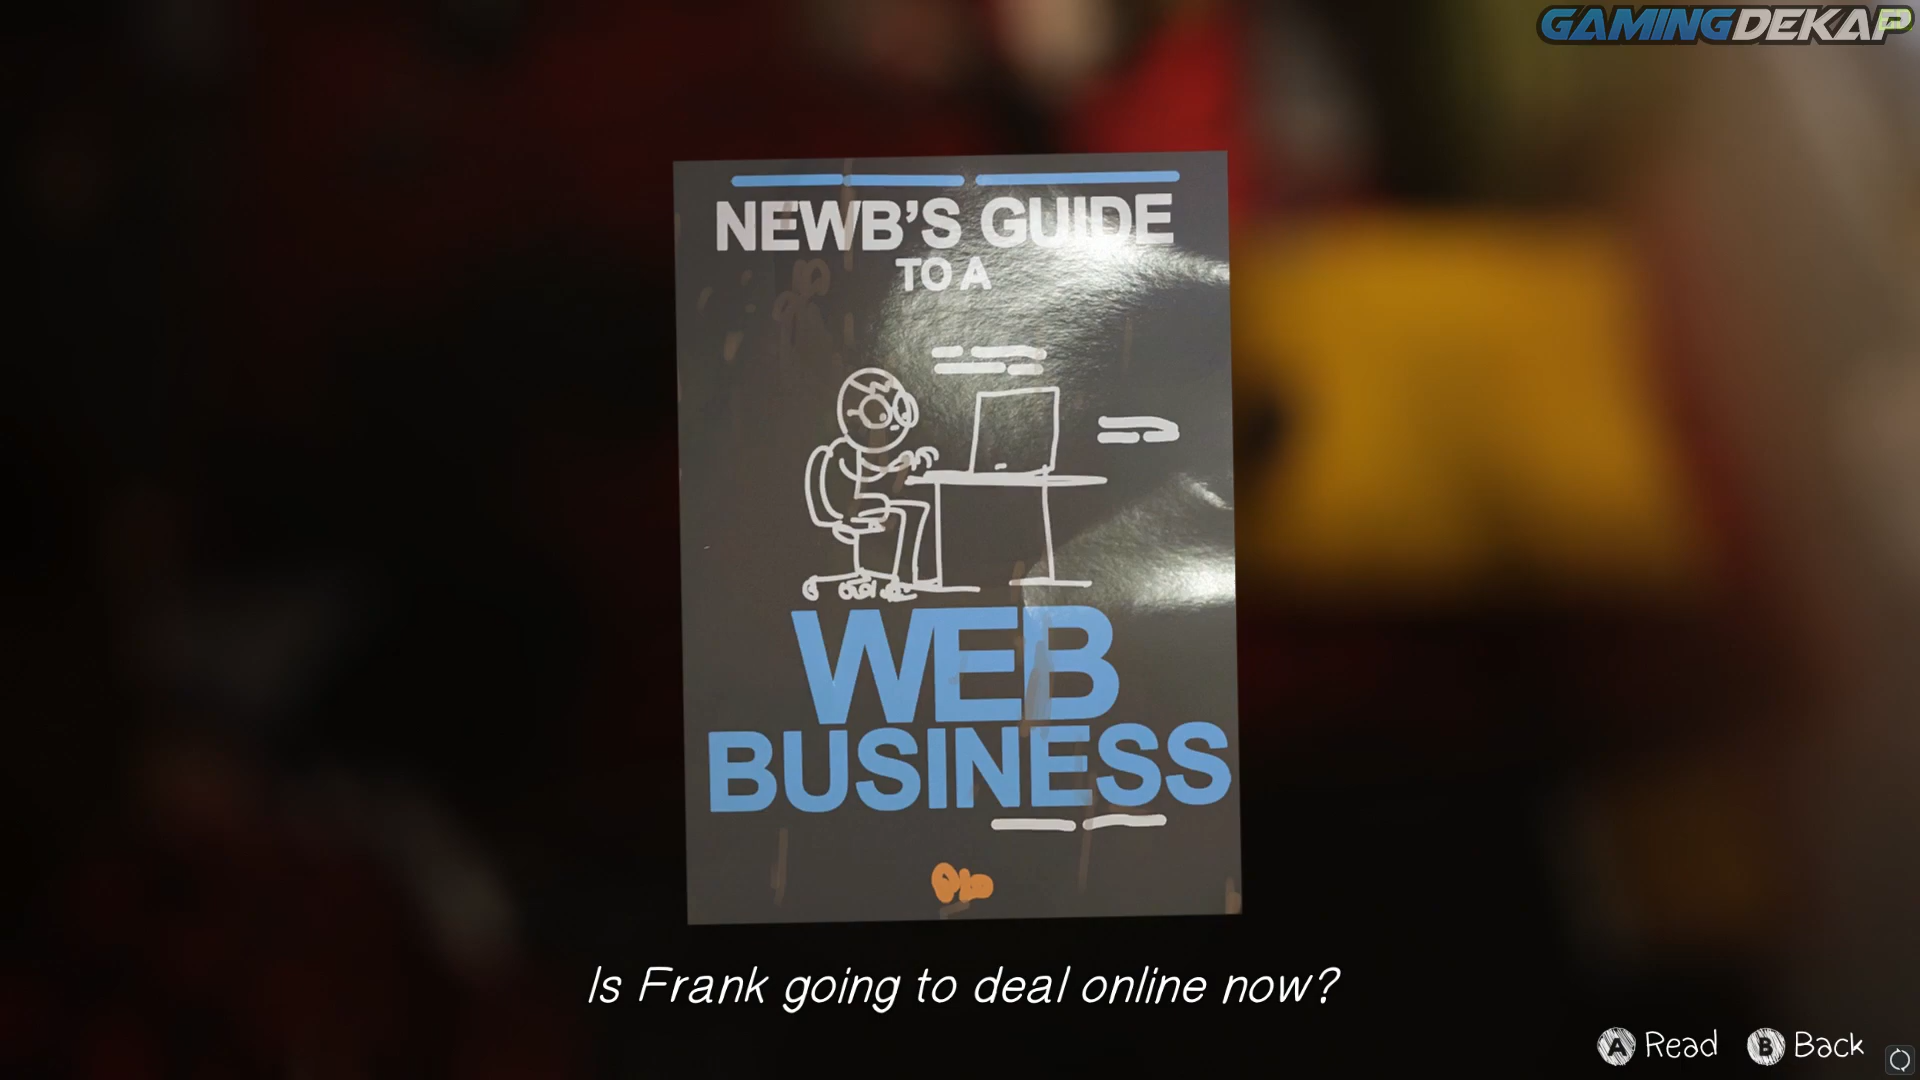 GAMINGDEKAP
NEWB'S GUIDE
TO A
WEB
BUSINESS
Is Frank going to deal online now?
A Read B Back